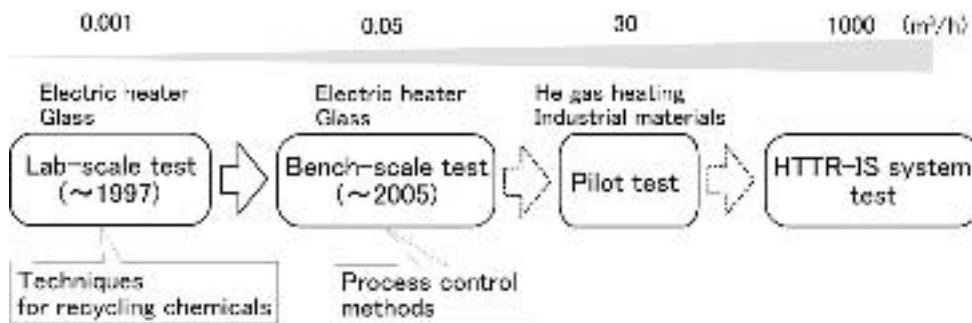 0.001 0.05 30 1000 (m³/h)
Electric heater
Glass
Electric heater
Glass
He gas heating
Industrial materials
Lab-scale test
(～1997)
Bench-scale test
(～2005)
Pilot test
HTTR-IS system
test
Techniques
for recycling chemicals
Process control
methods